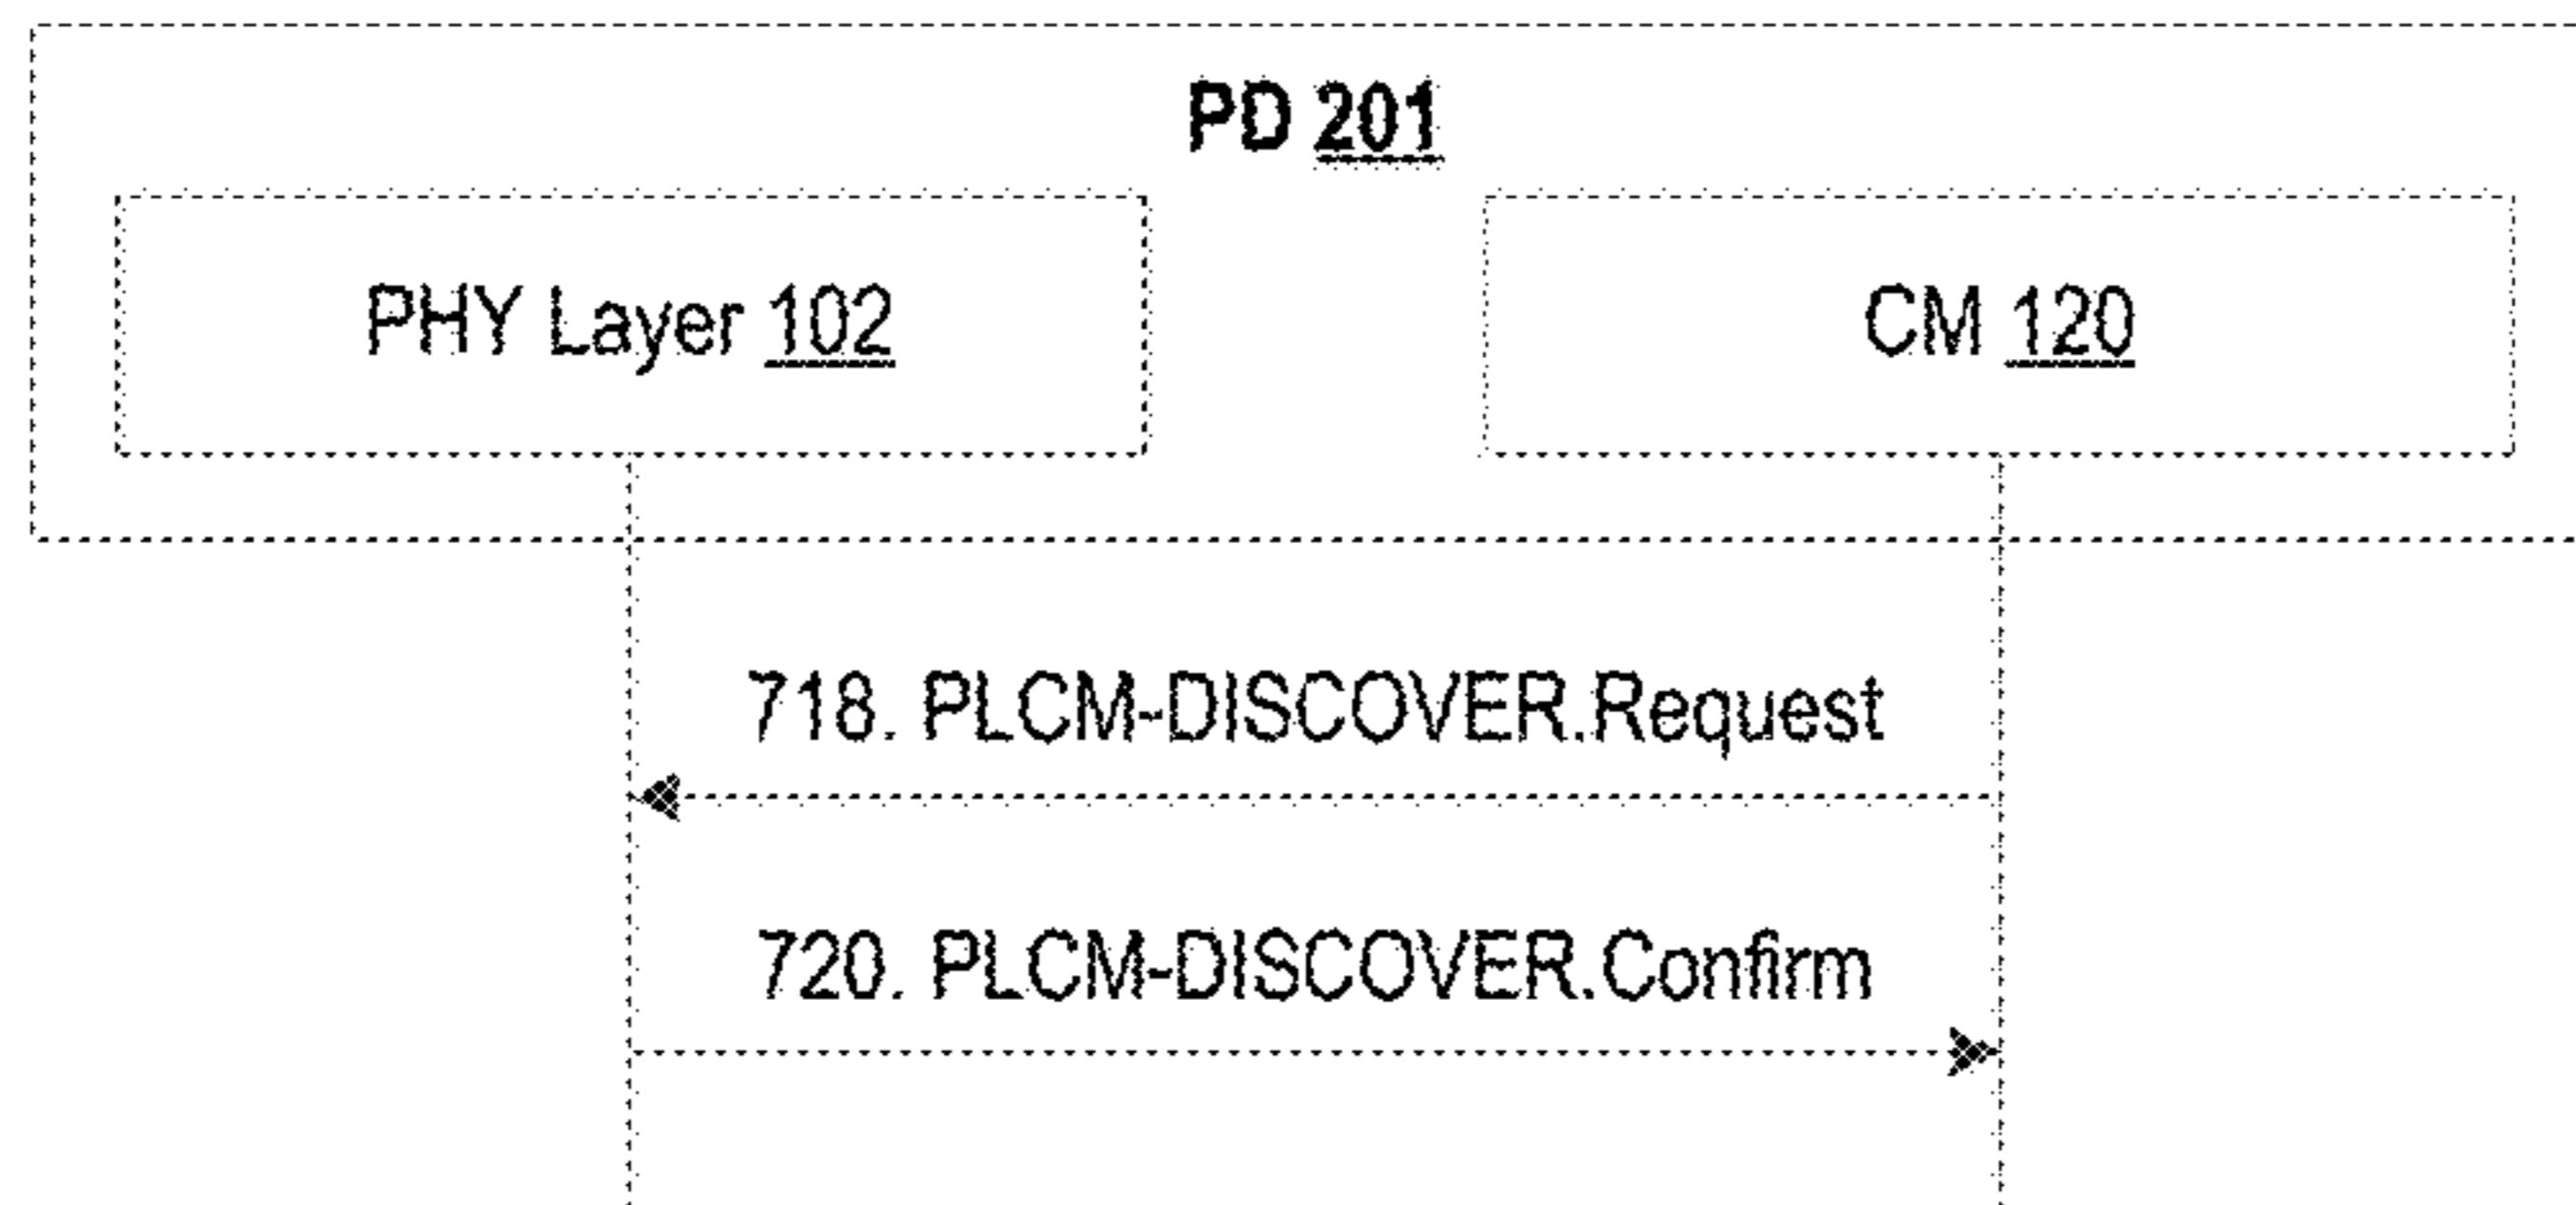 PD 201
PHY Layer 102
CM 120
718. PLCM-DISCOVER.Request
720. PLCM-DISCOVER.Confirm